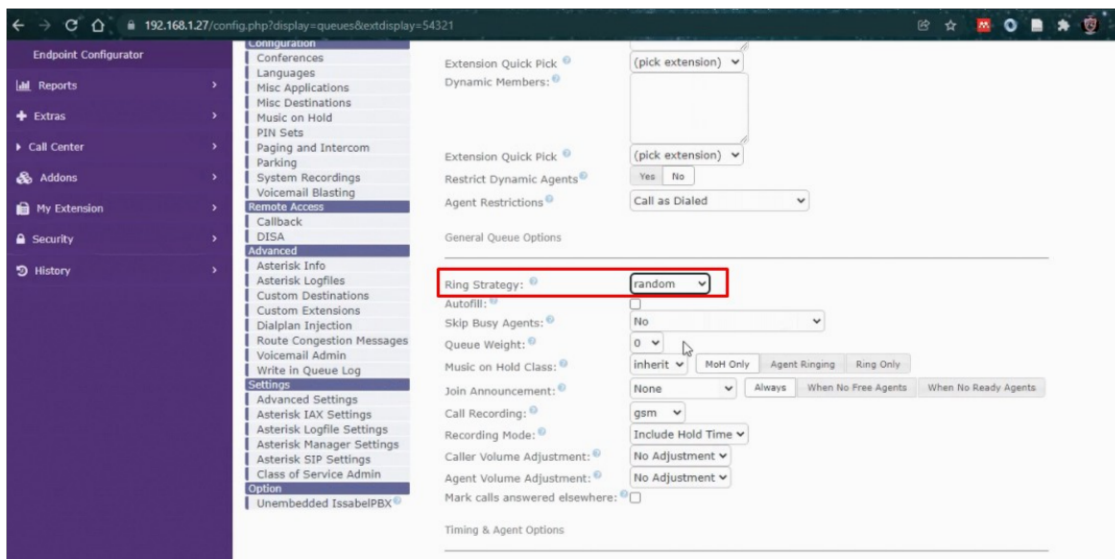 192.168.1.27/config.php?display=queues&extdisplay=54321
Endpoint Configurator
Reports
Extras
Call Center
Addons
My Extension
Security
History
Configuration
Conferences
Languages
Misc Applications
Misc Destinations
Music on Hold
PIN Sets
Paging and Intercom
Parking
System Recordings
Voicemail Blasting
Remote Access
Callback
DISA
Advanced
Asterisk Info
Asterisk Logfiles
Custom Destinations
Custom Extensions
Dialplan Injection
Route Congestion Messages
Voicemail Admin
Write in Queue Log
Settings
Advanced Settings
Asterisk IAX Settings
Asterisk Logfile Settings
Asterisk Manager Settings
Asterisk SIP Settings
Class of Service Admin
Option
Unembedded IssabelPBX
Extension Quick Pick (pick extension)
Dynamic Members:
Extension Quick Pick (pick extension)
Restrict Dynamic Agents Yes No
Agent Restrictions Call as Dialed
General Queue Options
Ring Strategy: random
Autofill:
Skip Busy Agents: No
Queue Weight: 0
Music on Hold Class: inherit MoH Only Agent Ringing Ring Only
Join Announcement: None Always When No Free Agents When No Ready Agents
Call Recording: gsm
Recording Mode: Include Hold Time
Caller Volume Adjustment: No Adjustment
Agent Volume Adjustment: No Adjustment
Mark calls answered elsewhere:
Timing & Agent Options